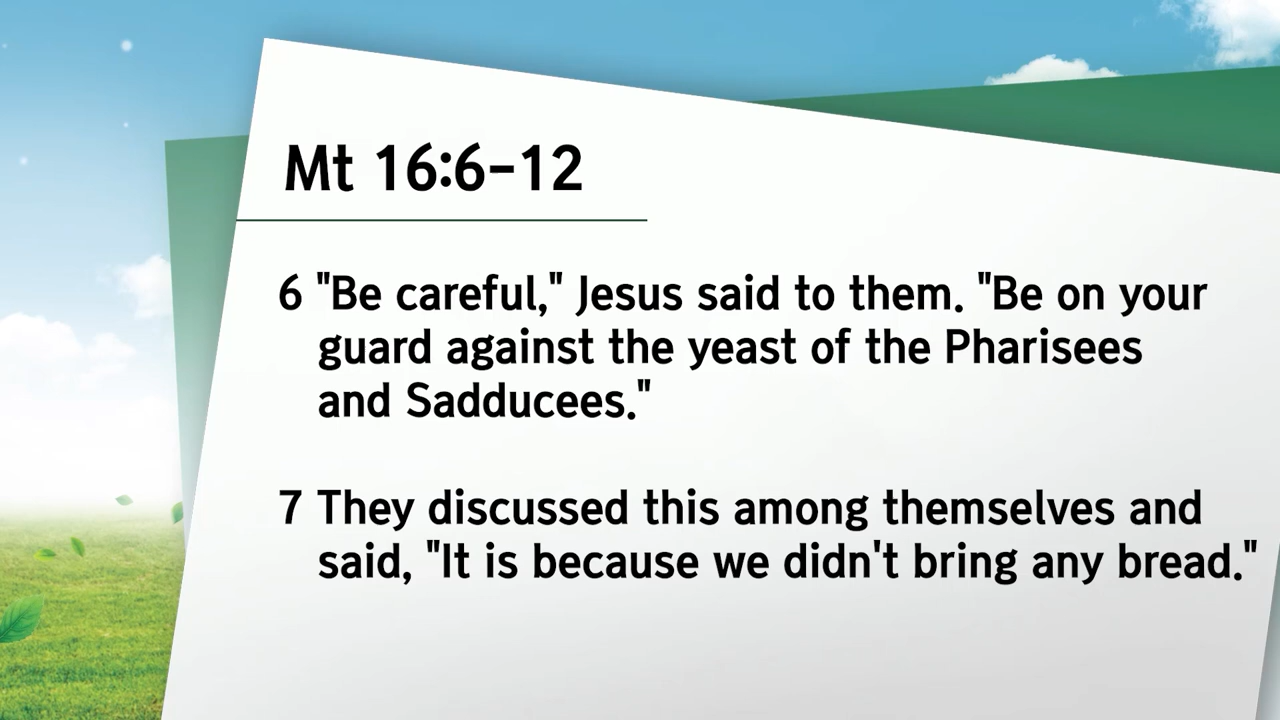 Mt 16:6-12
6 "Be careful," Jesus said to them. "Be on your
guard against the yeast of the Pharisees
and Sadducees."
7 They discussed this among themselves and
said, "It is because we didn't bring any bread."